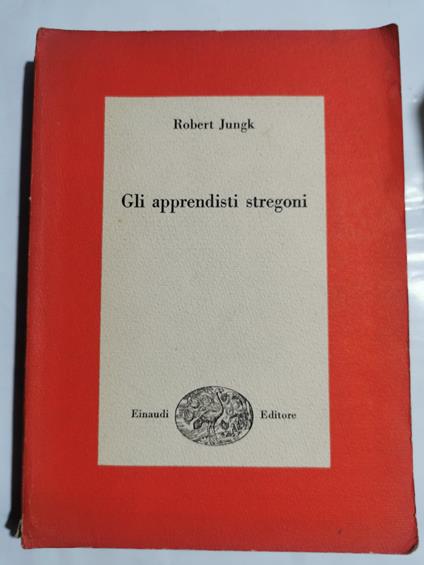 Robert Jungk
Gli apprendisti stregoni
Einaudi Editore